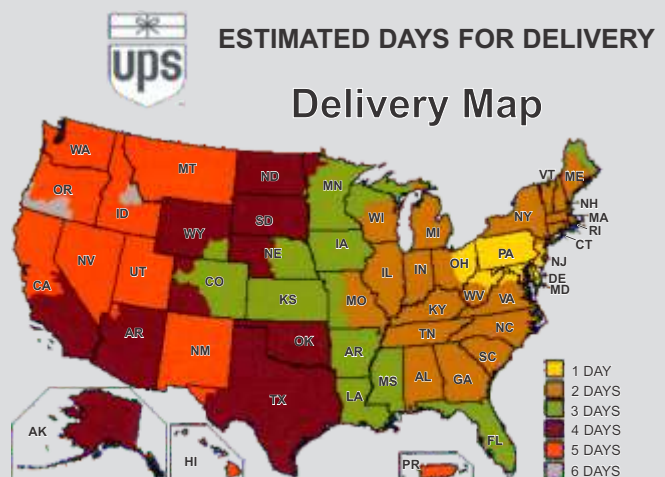 ups
ESTIMATED DAYS FOR DELIVERY
Delivery Map
WA
MT
ND
MN
VT
ME
OR
ID
SD
WI
MI
NY
NH
MA
RI
CT
WY
NE
IA
PA
NJ
NV
UT
CO
IL
IN
OH
DE
MD
CA
KS
MO
WV
VA
KY
AR
NM
OK
TN
NC
AR
SC
TX
MS
AL
GA
LA
FL
AK
HI
PR
1 DAY
2 DAYS
3 DAYS
4 DAYS
5 DAYS
6 DAYS